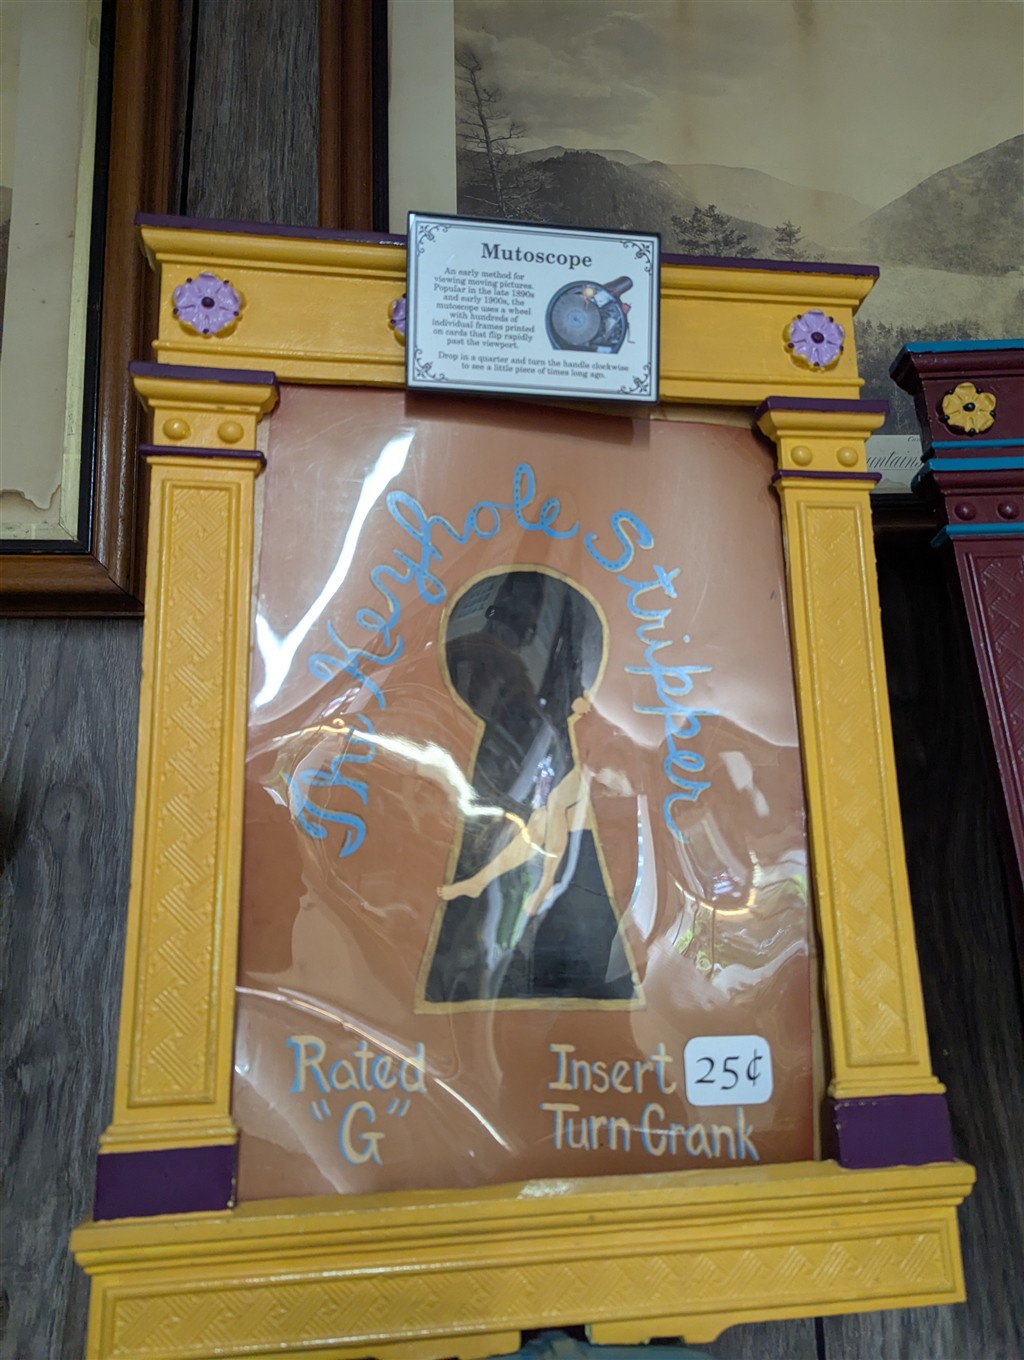 Mutoscope
An early method for
viewing moving pictures.
Popular in the late 1890s
and early 1900s, the
mutoscope uses a wheel
with hundreds of
individual frames printed
on cards that flip rapidly
past the viewport.
Drop in a quarter and turn the handle clockwise
to see a little piece of times long ago.
The Keyhole Stripper
Rated
"G"
Insert 25¢
Turn Crank